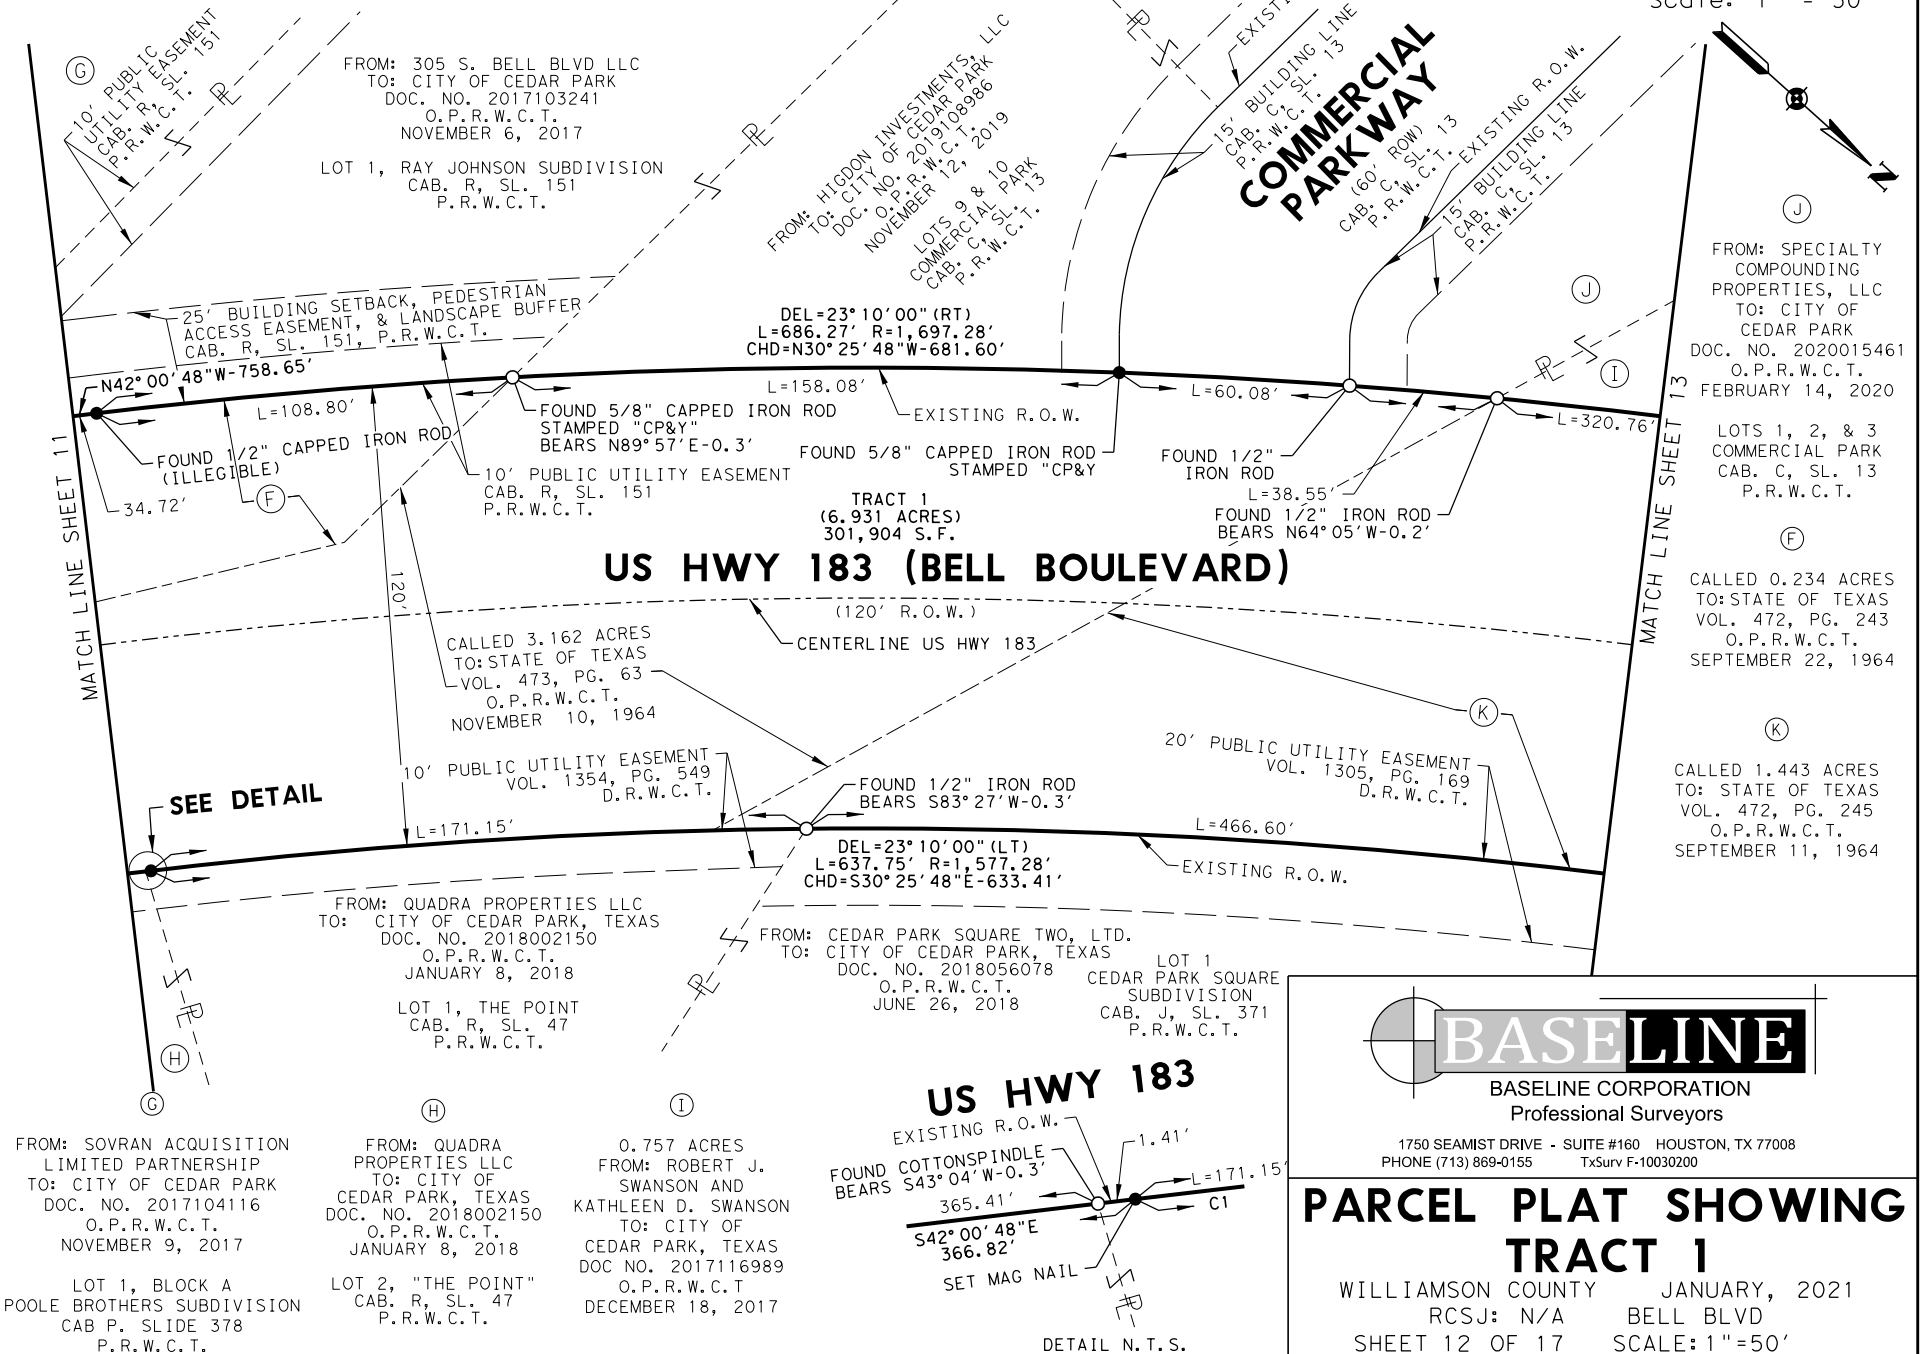 Scale: 1" = 50'
G
10' PUBLIC
UTILITY EASEMENT
CAB. R, SL. 151
P.R.W.C.T.
FROM: 305 S. BELL BLVD LLC
TO: CITY OF CEDAR PARK
DOC. NO. 2017103241
O.P.R.W.C.T.
NOVEMBER 6, 2017
LOT 1, RAY JOHNSON SUBDIVISION
CAB. R, SL. 151
P.R.W.C.T.
FROM: HIGDON INVESTMENTS, LLC
TO: CITY OF CEDAR PARK
DOC. NO. 2019108986
O.P.R.W.C.T.
NOVEMBER 12, 2019
LOTS 9 & 10
COMMERCIAL PARK
CAB. C, SL. 13
P.R.W.C.T.
15' BUILDING LINE
CAB. C, SL. 13
P.R.W.C.T.
COMMERCIAL
PARKWAY
(60' ROW)
CAB. C, SL. 13
P.R.W.C.T.
EXISTING R.O.W.
15' BUILDING LINE
CAB. C, SL. 13
P.R.W.C.T.
N
J
FROM: SPECIALTY
COMPOUNDING
PROPERTIES, LLC
TO: CITY OF
CEDAR PARK
DOC. NO. 2020015461
O.P.R.W.C.T.
FEBRUARY 14, 2020
LOTS 1, 2, & 3
COMMERCIAL PARK
CAB. C, SL. 13
P.R.W.C.T.
F
CALLED 0.234 ACRES
TO: STATE OF TEXAS
VOL. 472, PG. 243
O.P.R.W.C.T.
SEPTEMBER 22, 1964
K
CALLED 1.443 ACRES
TO: STATE OF TEXAS
VOL. 472, PG. 245
O.P.R.W.C.T.
SEPTEMBER 11, 1964
J
I
25' BUILDING SETBACK, PEDESTRIAN
ACCESS EASEMENT, & LANDSCAPE BUFFER
CAB. R, SL. 151, P.R.W.C.T.
DEL=23°10'00"(RT)
L=686.27' R=1,697.28'
CHD=N30°25'48"W-681.60'
N42°00'48"W-758.65'
L=108.80'
L=158.08'
EXISTING R.O.W.
L=60.08'
L=320.76'
FOUND 1/2" CAPPED IRON ROD
(ILLEGIBLE)
34.72'
F
FOUND 5/8" CAPPED IRON ROD
STAMPED "CP&Y"
BEARS N89°57'E-0.3'
10' PUBLIC UTILITY EASEMENT
CAB. R, SL. 151
P.R.W.C.T.
FOUND 5/8" CAPPED IRON ROD
STAMPED "CP&Y
FOUND 1/2"
IRON ROD
L=38.55'
FOUND 1/2" IRON ROD
BEARS N64°05'W-0.2'
TRACT 1
(6.931 ACRES)
301,904 S.F.
US HWY 183 (BELL BOULEVARD)
(120' R.O.W.)
CENTERLINE US HWY 183
120'
MATCH LINE SHEET 11
MATCH LINE SHEET 13
CALLED 3.162 ACRES
TO: STATE OF TEXAS
VOL. 473, PG. 63
O.P.R.W.C.T.
NOVEMBER 10, 1964
K
10' PUBLIC UTILITY EASEMENT
VOL. 1354, PG. 549
D.R.W.C.T.
20' PUBLIC UTILITY EASEMENT
VOL. 1305, PG. 169
D.R.W.C.T.
SEE DETAIL
FOUND 1/2" IRON ROD
BEARS S83°27'W-0.3'
L=171.15'
L=466.60'
DEL=23°10'00"(LT)
L=637.75' R=1,577.28'
CHD=S30°25'48"E-633.41'
EXISTING R.O.W.
FROM: QUADRA PROPERTIES LLC
TO: CITY OF CEDAR PARK, TEXAS
DOC. NO. 2018002150
O.P.R.W.C.T.
JANUARY 8, 2018
LOT 1, THE POINT
CAB. R, SL. 47
P.R.W.C.T.
FROM: CEDAR PARK SQUARE TWO, LTD.
TO: CITY OF CEDAR PARK, TEXAS
DOC. NO. 2018056078
O.P.R.W.C.T.
JUNE 26, 2018
LOT 1
CEDAR PARK SQUARE
SUBDIVISION
CAB. J, SL. 371
P.R.W.C.T.
H
G
FROM: SOVRAN ACQUISITION
LIMITED PARTNERSHIP
TO: CITY OF CEDAR PARK
DOC. NO. 2017104116
O.P.R.W.C.T.
NOVEMBER 9, 2017
LOT 1, BLOCK A
POOLE BROTHERS SUBDIVISION
CAB P. SLIDE 378
P.R.W.C.T.
H
FROM: QUADRA
PROPERTIES LLC
TO: CITY OF
CEDAR PARK, TEXAS
DOC. NO. 2018002150
O.P.R.W.C.T.
JANUARY 8, 2018
LOT 2, "THE POINT"
CAB. R, SL. 47
P.R.W.C.T.
I
0.757 ACRES
FROM: ROBERT J.
SWANSON AND
KATHLEEN D. SWANSON
TO: CITY OF
CEDAR PARK, TEXAS
DOC NO. 2017116989
O.P.R.W.C.T
DECEMBER 18, 2017
US HWY 183
EXISTING R.O.W.
1.41'
FOUND COTTONSPINDLE
BEARS S43°04'W-0.3'
L=171.15'
365.41'
C1
S42°00'48"E
366.82'
SET MAG NAIL
DETAIL N.T.S.
BASELINE
BASELINE CORPORATION
Professional Surveyors
1750 SEAMIST DRIVE - SUITE #160 HOUSTON, TX 77008
PHONE (713) 869-0155 TxSurv F-10030200
PARCEL PLAT SHOWING
TRACT 1
WILLIAMSON COUNTY JANUARY, 2021
RCSJ: N/A BELL BLVD
SHEET 12 OF 17 SCALE: 1"=50'